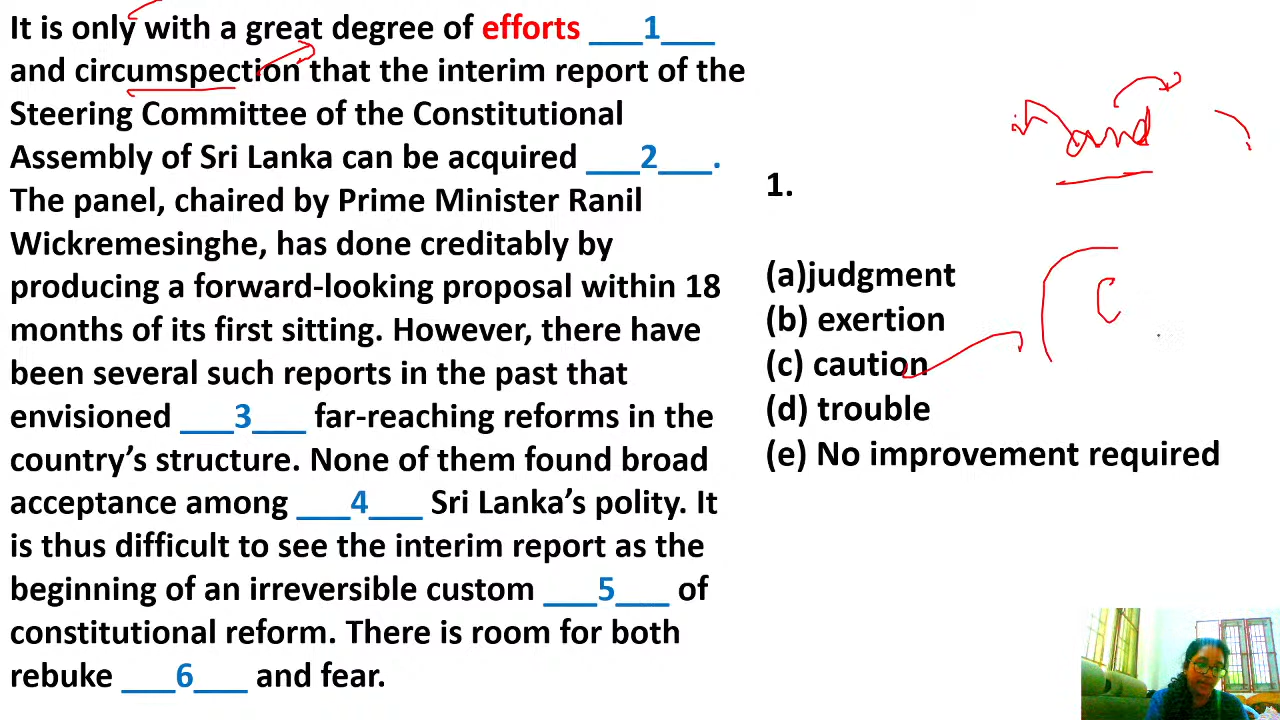 It is only with a great degree of efforts ___1___
and circumspection that the interim report of the
Steering Committee of the Constitutional
Assembly of Sri Lanka can be acquired ___2___.
The panel, chaired by Prime Minister Ranil
Wickremesinghe, has done creditably by
producing a forward-looking proposal within 18
months of its first sitting. However, there have
been several such reports in the past that
envisioned ___3___ far-reaching reforms in the
country’s structure. None of them found broad
acceptance among ___4___ Sri Lanka’s polity. It
is thus difficult to see the interim report as the
beginning of an irreversible custom ___5___ of
constitutional reform. There is room for both
rebuke ___6___ and fear.
and
1.
(a)judgment
(b) exertion
(c) caution
(d) trouble
(e) No improvement required
C